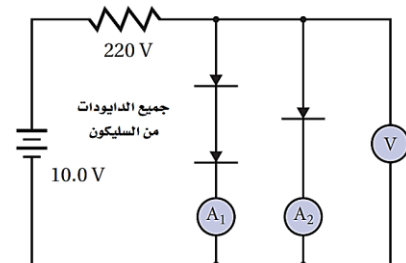 220 V
جميع الدايودات
من السليكون
10.0 V
A₁
A₂
V